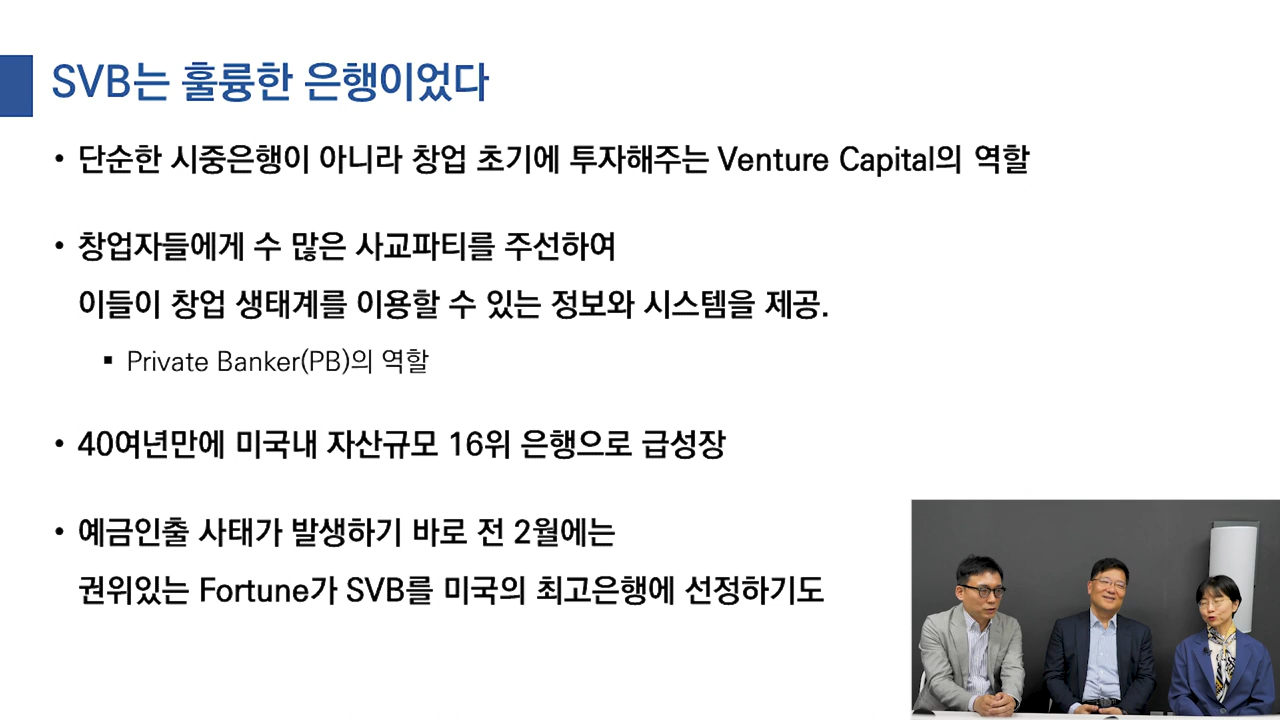 SVB는 훌륭한 은행이었다
• 단순한 시중은행이 아니라 창업 초기에 투자해주는 Venture Capital의 역할
• 창업자들에게 수 많은 사교파티를 주선하여
이들이 창업 생태계를 이용할 수 있는 정보와 시스템을 제공.
▪ Private Banker(PB)의 역할
• 40여년만에 미국내 자산규모 16위 은행으로 급성장
• 예금인출 사태가 발생하기 바로 전 2월에는
권위있는 Fortune가 SVB를 미국의 최고은행에 선정하기도